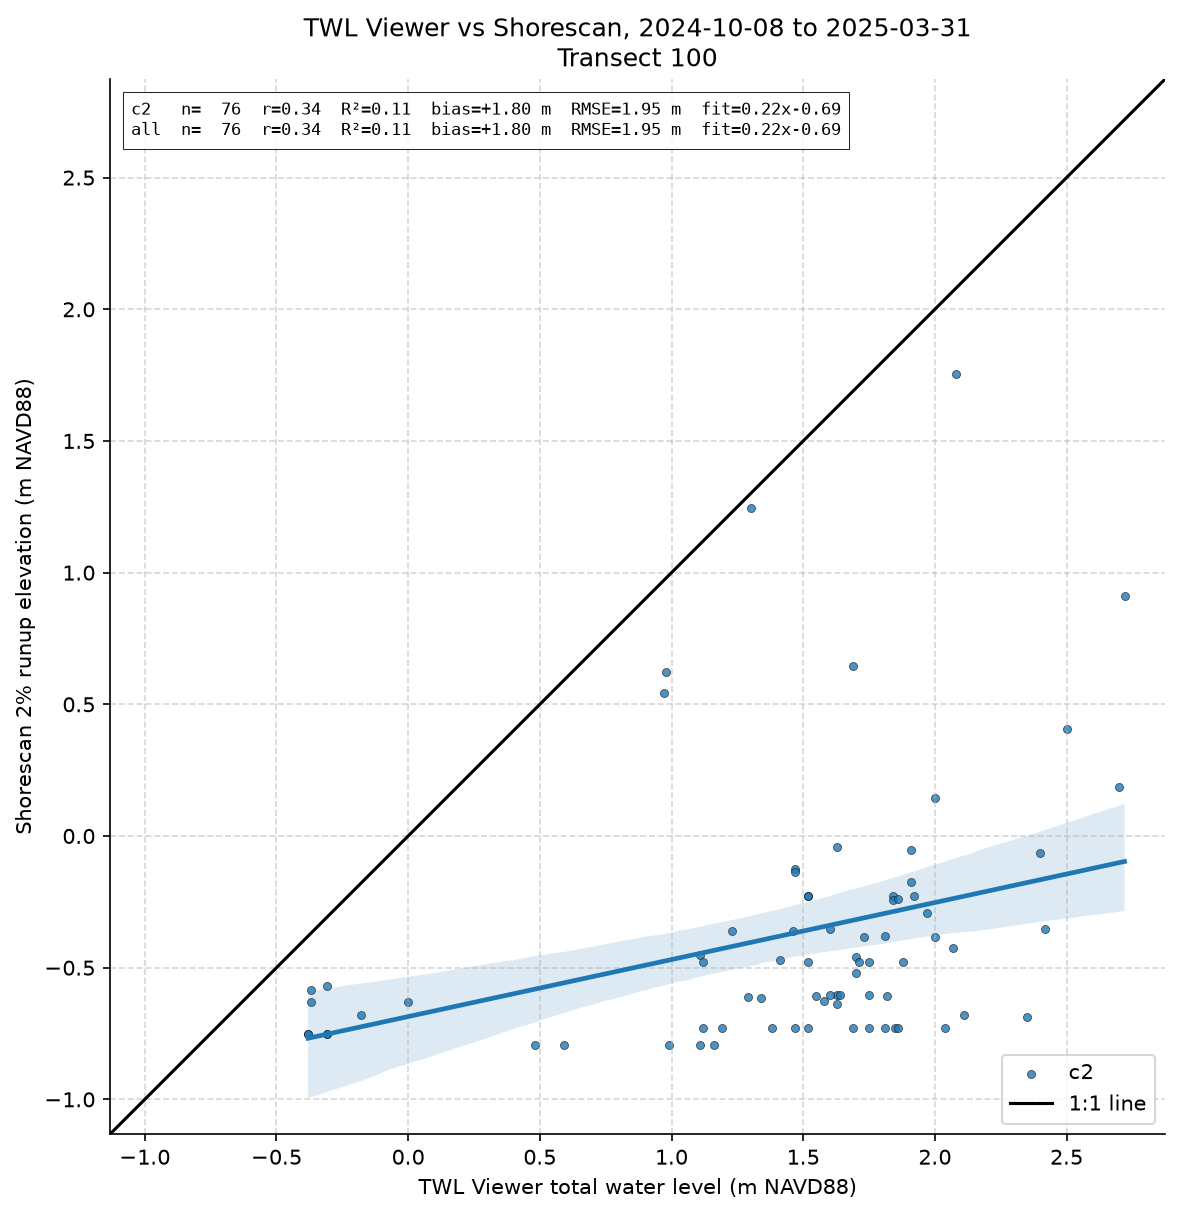 TWL Viewer vs Shorescan, 2024-10-08 to 2025-03-31
Transect 100
c2   n=  76  r=0.34  R²=0.11  bias=+1.80 m  RMSE=1.95 m  fit=0.22x-0.69
all  n=  76  r=0.34  R²=0.11  bias=+1.80 m  RMSE=1.95 m  fit=0.22x-0.69
Shorescan 2% runup elevation (m NAVD88)
2.5
2.0
1.5
1.0
0.5
0.0
−0.5
−1.0
c2
1:1 line
−1.0 −0.5 0.0 0.5 1.0 1.5 2.0 2.5
TWL Viewer total water level (m NAVD88)